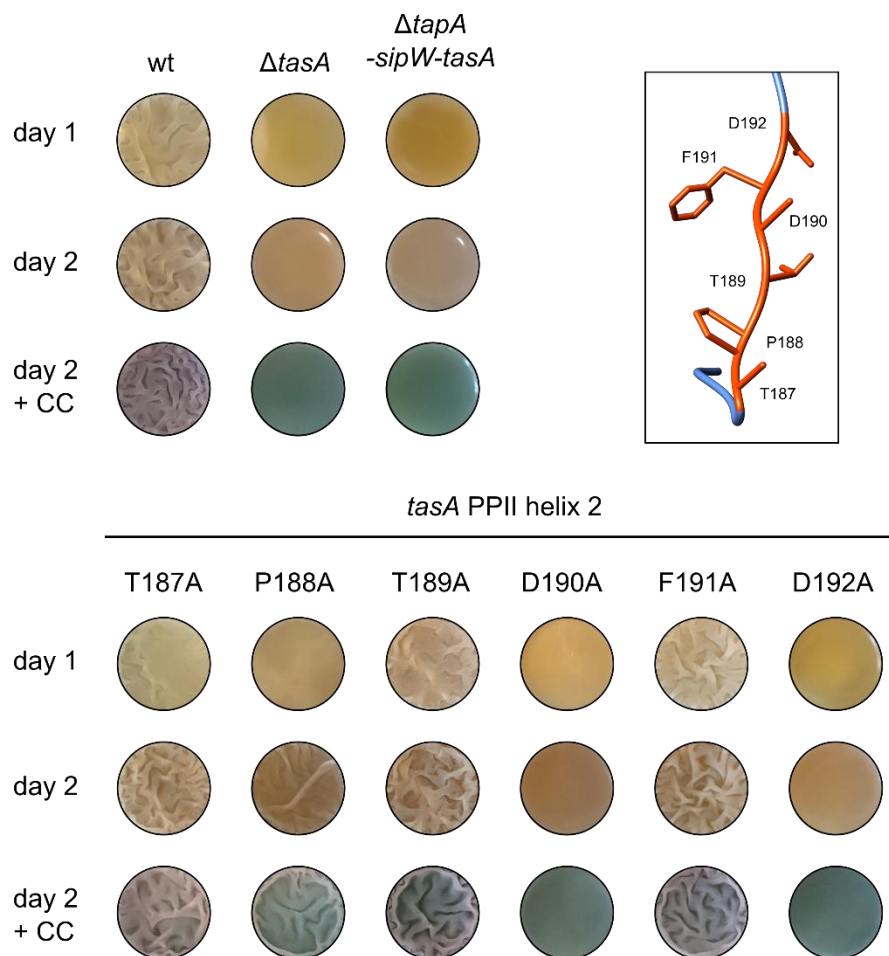 wt ΔtasA ΔtapA
-sipW-tasA
day 1
day 2
day 2
+ CC
D192
F191
D190
T189
P188
T187
tasA PPII helix 2
T187A P188A T189A D190A F191A D192A
day 1
day 2
day 2
+ CC